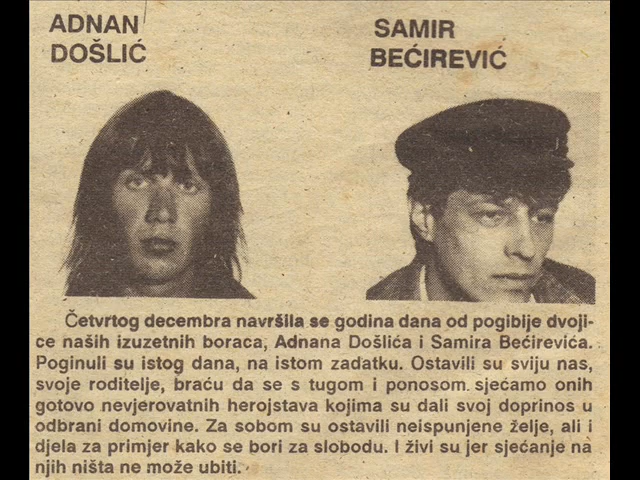 ADNAN
DOŠLIĆ
SAMIR
BEĆIREVIĆ
Četvrtog decembra navršila se godina dana od pogibije dvoji-
ce naših izuzetnih boraca, Adnana Došlića i Samira Bećirevića.
Poginuli su istog dana, na istom zadatku. Ostavili su sviju nas,
svoje roditelje, braću da se s tugom i ponosom sjećamo onih
gotovo nevjerovatnih herojstava kojima su dali svoj doprinos u
odbrani domovine. Za sobom su ostavili neispunjene želje, ali i
djela za primjer kako se bori za slobodu. I živi su jer sjećanje na
njih ništa ne može ubiti.